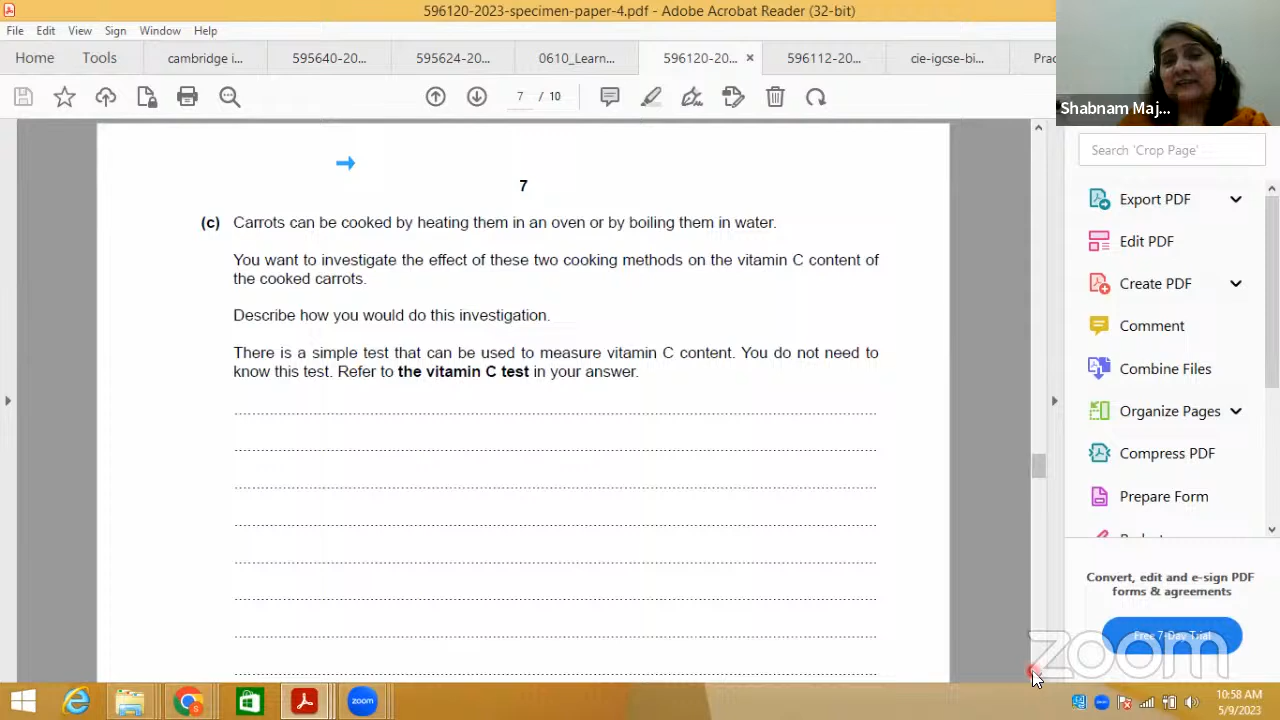 596120-2023-specimen-paper-4.pdf - Adobe Acrobat Reader (32-bit)
File Edit View Sign Window Help
Home Tools cambridge i... 595640-20... 595624-20... 0610_Learn... 596120-20... × 596112-20... cie-igcse-bi... Prac
7 / 10
Shabnam Maj...
Search 'Crop Page'
7
(c) Carrots can be cooked by heating them in an oven or by boiling them in water.
You want to investigate the effect of these two cooking methods on the vitamin C content of
the cooked carrots.
Describe how you would do this investigation.
There is a simple test that can be used to measure vitamin C content. You do not need to
know this test. Refer to the vitamin C test in your answer.
Export PDF
Edit PDF
Create PDF
Comment
Combine Files
Organize Pages
Compress PDF
Prepare Form
Convert, edit and e-sign PDF
forms & agreements
Free 7-Day Trial
zoom
zoom
10:58 AM
5/9/2023